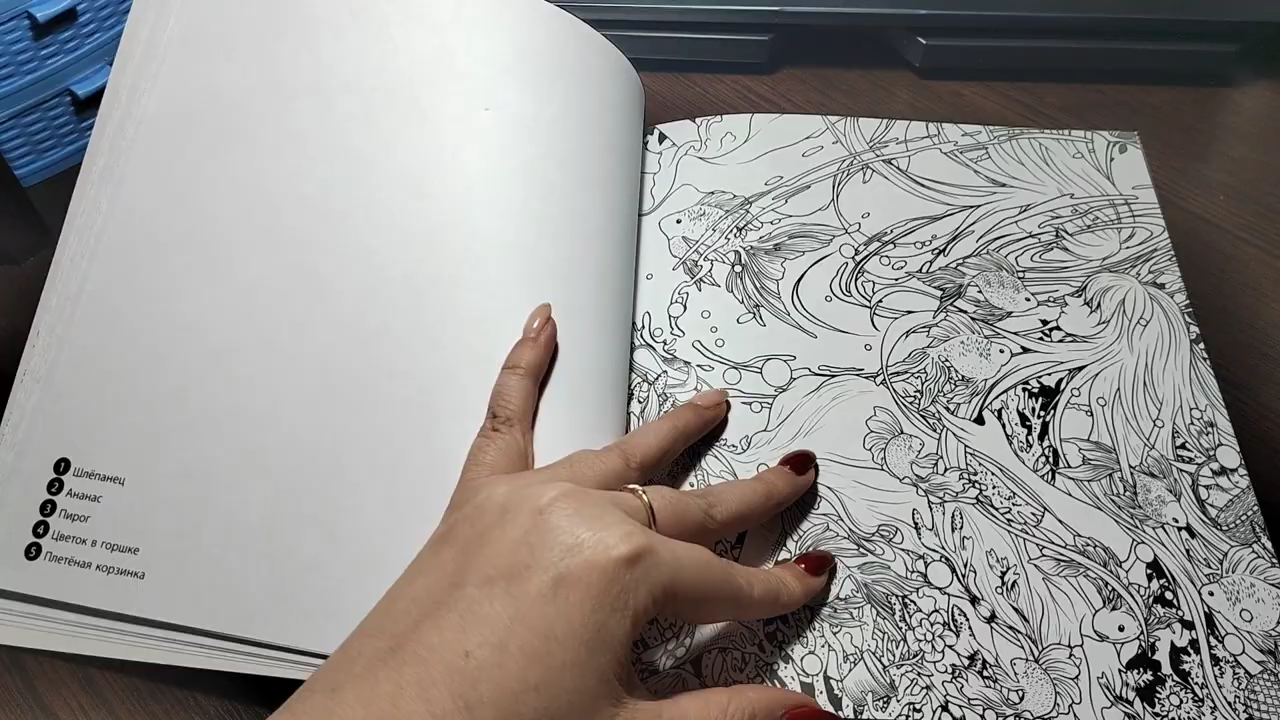 1 Шлёпанец
2 Ананас
3 Пирог
4 Цветок в горшке
5 Плетёная корзинка